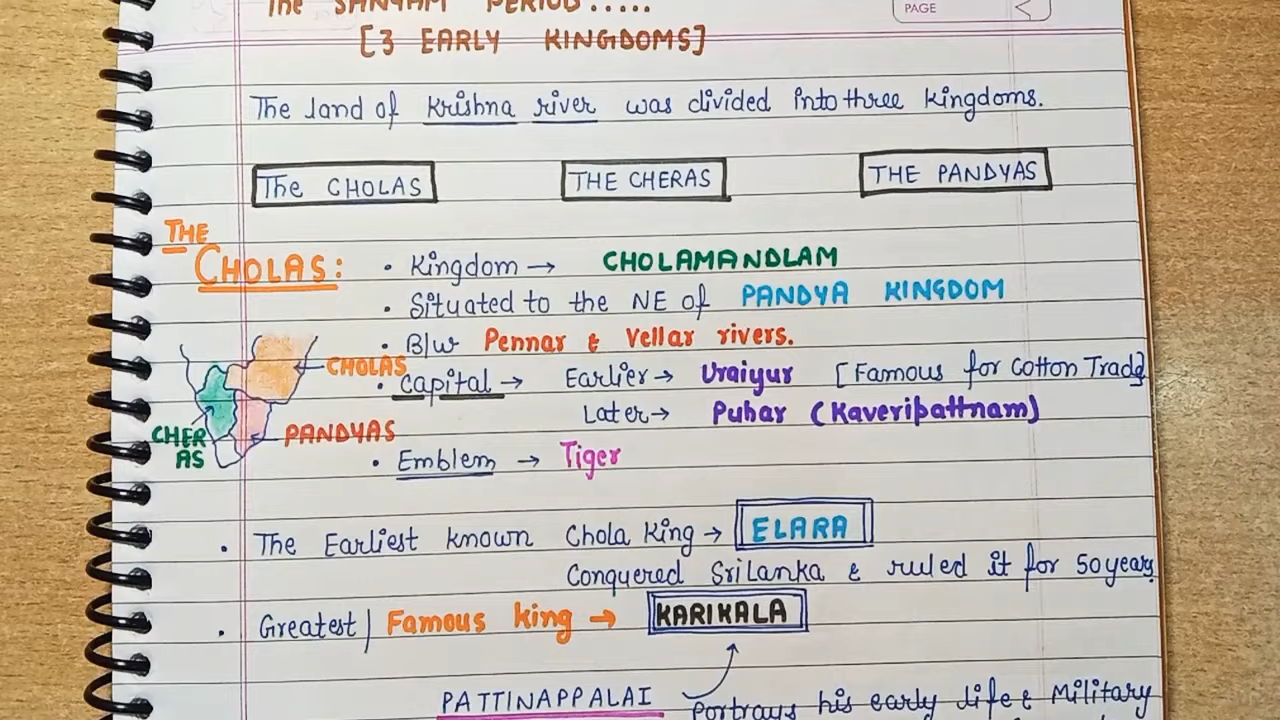 The SANGAM PERIOD.....
PAGE
[3 EARLY KINGDOMS]
The land of Krishna river was divided into three kingdoms.
The CHOLAS
THE CHERAS
THE PANDYAS
THE CHOLAS:
• Kingdom → CHOLAMANDLAM
• Situated to the NE of PANDYA KINGDOM
• B/w Pennar & Vellar rivers.
CHOLAS
• Capital → Earlier → Uraiyur [Famous for Cotton Trade]
Later → Puhar (Kaveripattnam)
CHERAS
PANDYAS
• Emblem → Tiger
• The Earliest known Chola King → ELARA
Conquered SriLanka & ruled it for 50 years.
• Greatest/ Famous king → KARIKALA
PATTINAPPALAI
Portrays his early life & Military